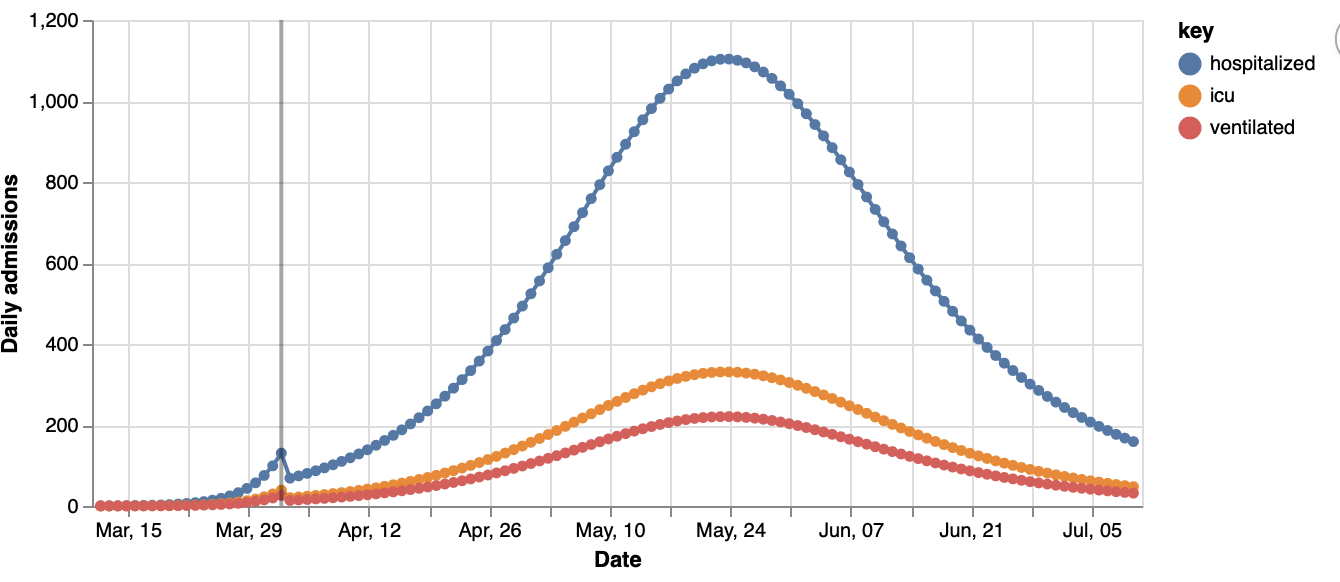 1,200
1,000
800
600
400
200
0
Daily admissions
Mar, 15 Mar, 29 Apr, 12 Apr, 26 May, 10 May, 24 Jun, 07 Jun, 21 Jul, 05
Date
key
hospitalized
icu
ventilated